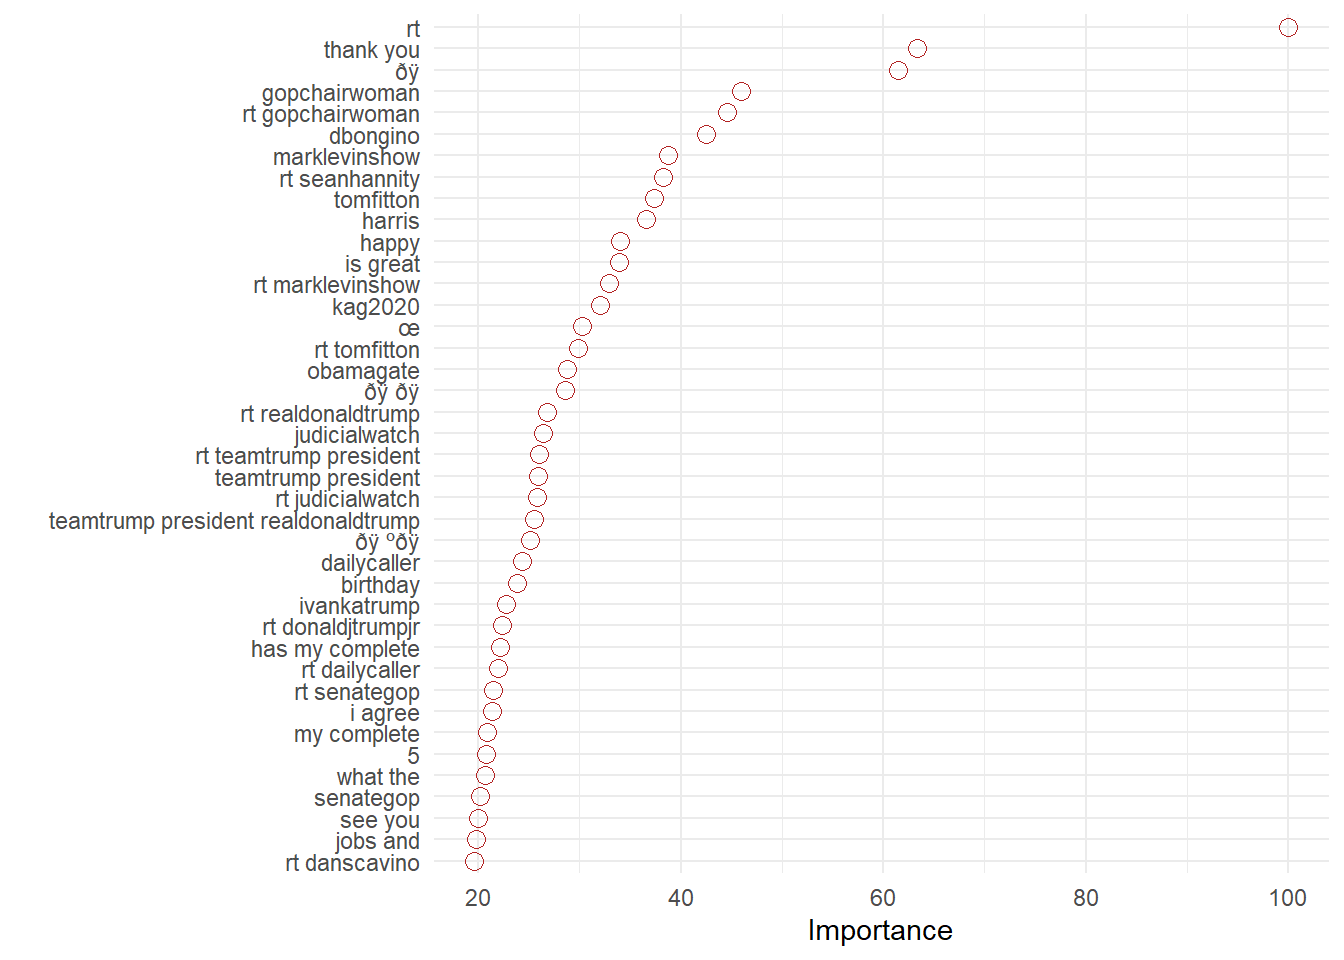 rt
thank you
ðÿ
gopchairwoman
rt gopchairwoman
dbongino
marklevinshow
rt seanhannity
tomfitton
harris
happy
is great
rt marklevinshow
kag2020
œ
rt tomfitton
obamagate
ðÿ ðÿ
rt realdonaldtrump
judicialwatch
rt teamtrump president
teamtrump president
rt judicialwatch
teamtrump president realdonaldtrump
ðÿ ºðÿ
dailycaller
birthday
ivankatrump
rt donaldjtrumpjr
has my complete
rt dailycaller
rt senategop
i agree
my complete
5
what the
senategop
see you
jobs and
rt danscavino
20 40 60 80 100
Importance